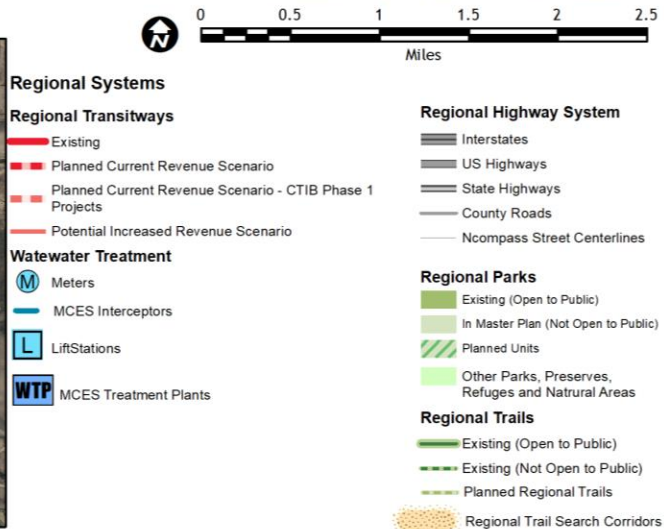 N
0 0.5 1 1.5 2 2.5
Miles
Regional Systems
Regional Transitways
Existing
Planned Current Revenue Scenario
Planned Current Revenue Scenario - CTIB Phase 1
Projects
Potential Increased Revenue Scenario
Watewater Treatment
M Meters
MCES Interceptors
L LiftStations
WTP MCES Treatment Plants
Regional Highway System
Interstates
US Highways
State Highways
County Roads
Ncompass Street Centerlines
Regional Parks
Existing (Open to Public)
In Master Plan (Not Open to Public)
Planned Units
Other Parks, Preserves,
Refuges and Natrural Areas
Regional Trails
Existing (Open to Public)
Existing (Not Open to Public)
Planned Regional Trails
Regional Trail Search Corridors